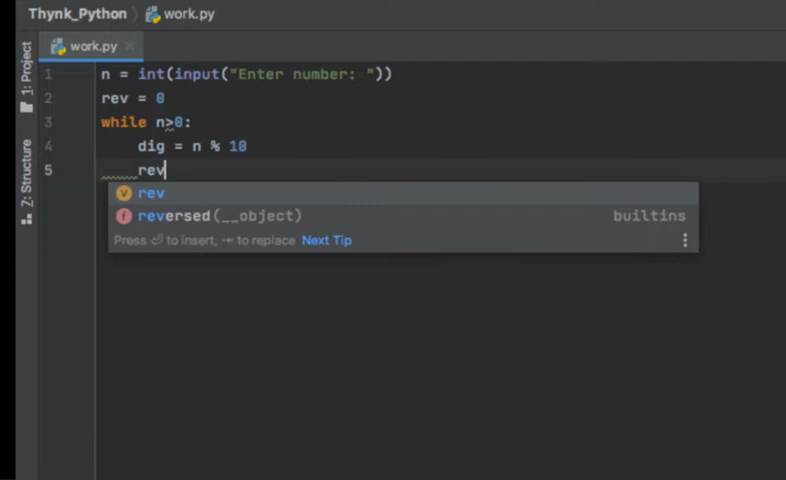 Thynk_Python work.py
work.py
1: Project
Z: Structure
1 n = int(input("Enter number: "))
2 rev = 0
3 while n>0:
4 dig = n % 10
5 rev
v rev
f reversed(__object) builtins
Press ⏎ to insert, ⇥ to replace Next Tip